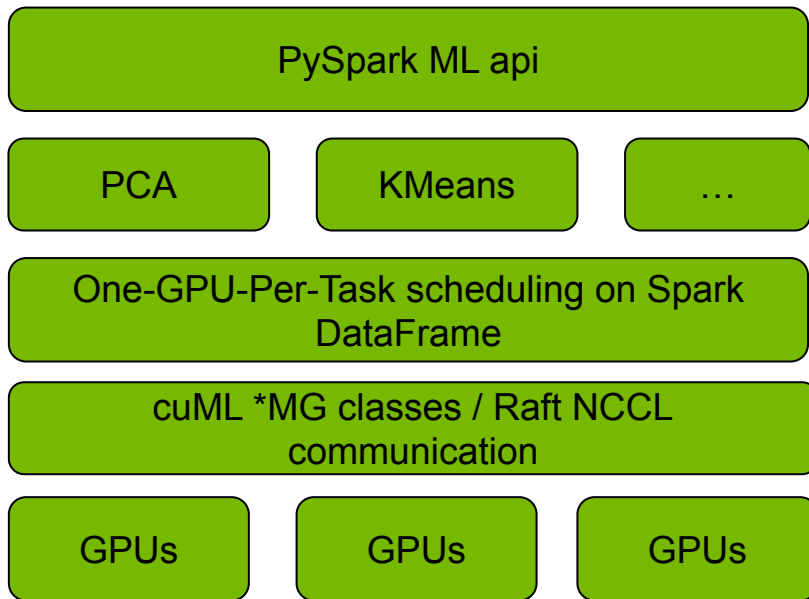 PySpark ML api
PCA
KMeans
…
One-GPU-Per-Task scheduling on Spark
DataFrame
cuML *MG classes / Raft NCCL
communication
GPUs
GPUs
GPUs